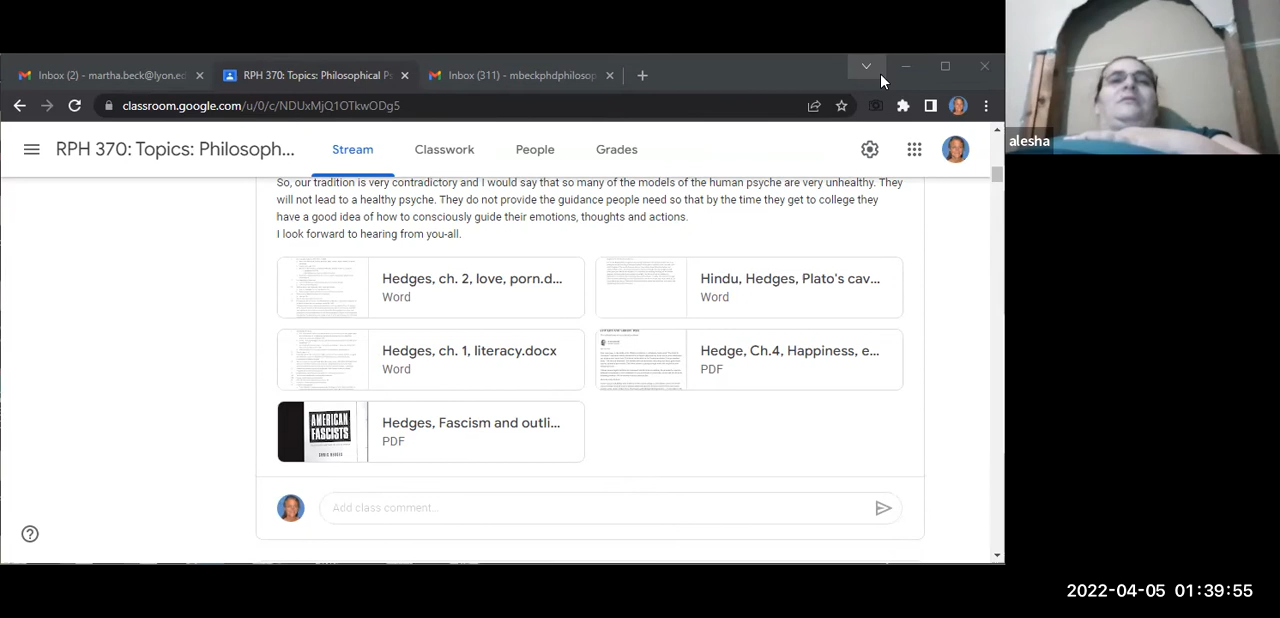 Inbox (2) - martha.beck@lyon.ed
RPH 370: Topics: Philosophical Ps
Inbox (311) - mbeckphdphilosop
classroom.google.com/u/0/c/NDUxMjQ1OTkwODg5
alesha
RPH 370: Topics: Philosoph...
Stream
Classwork
People
Grades
So, our tradition is very contradictory and I would say that so many of the models of the human psyche are very unhealthy. They
will not lead to a healthy psyche. They do not provide the guidance people need so that by the time they get to college they
have a good idea of how to consciously guide their emotions, thoughts and actions.
I look forward to hearing from you-all.
Hedges, ch. 2, love, porn.d...
Word
Hindu, Hedges, Plato's cav...
Word
Hedges, ch. 1 literacy.docx
Word
Hedge, Ch.4, Happiness, e...
PDF
AMERICAN
FASCISTS
CHRIS HEDGES
Hedges, Fascism and outli...
PDF
Add class comment...
2022-04-05 01:39:55